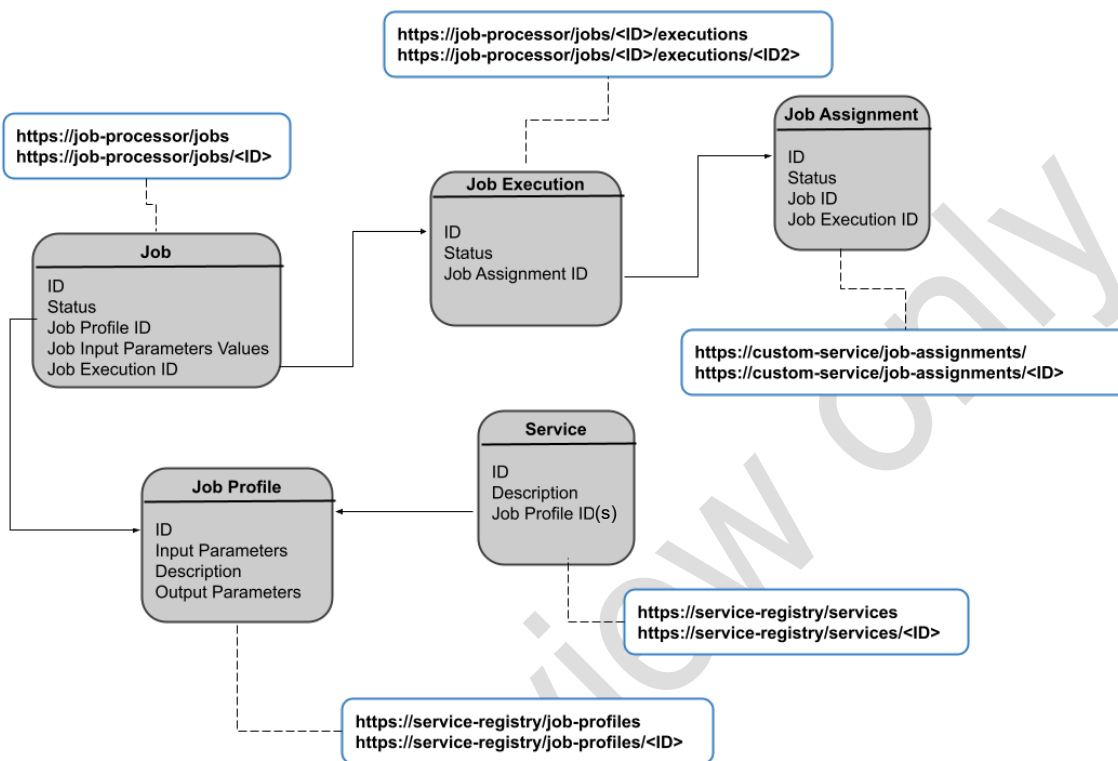 https://job-processor/jobs/<ID>/executions
https://job-processor/jobs/<ID>/executions/<ID2>
https://job-processor/jobs
https://job-processor/jobs/<ID>
Job Assignment
ID
Status
Job ID
Job Execution ID
Job Execution
ID
Status
Job Assignment ID
Job
ID
Status
Job Profile ID
Job Input Parameters Values
Job Execution ID
https://custom-service/job-assignments/
https://custom-service/job-assignments/<ID>
Service
ID
Description
Job Profile ID(s)
Job Profile
ID
Input Parameters
Description
Output Parameters
https://service-registry/services
https://service-registry/services/<ID>
https://service-registry/job-profiles
https://service-registry/job-profiles/<ID>
view only